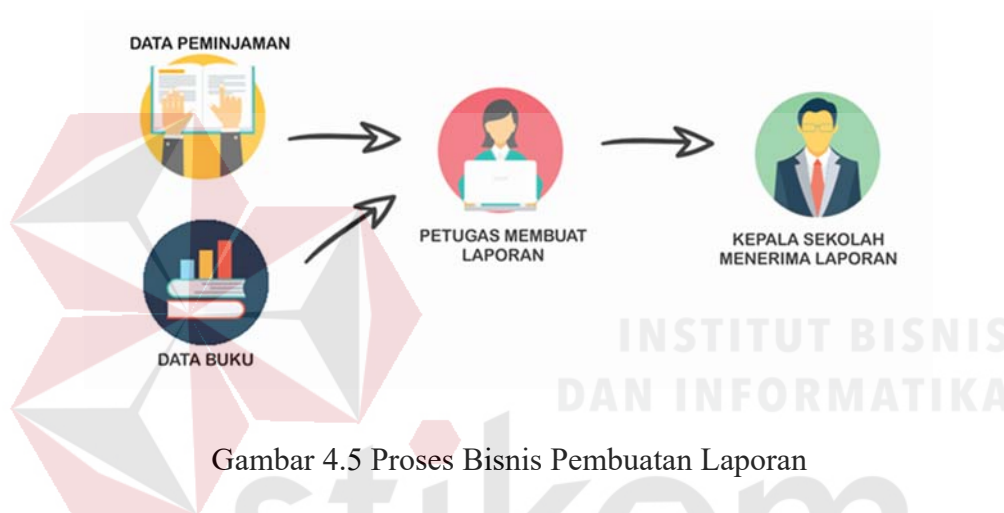 DATA PEMINJAMAN
PETUGAS MEMBUAT
LAPORAN
KEPALA SEKOLAH
MENERIMA LAPORAN
DATA BUKU
INSTITUT BISNIS
DAN INFORMATIKA
Gambar 4.5 Proses Bisnis Pembuatan Laporan
stikom